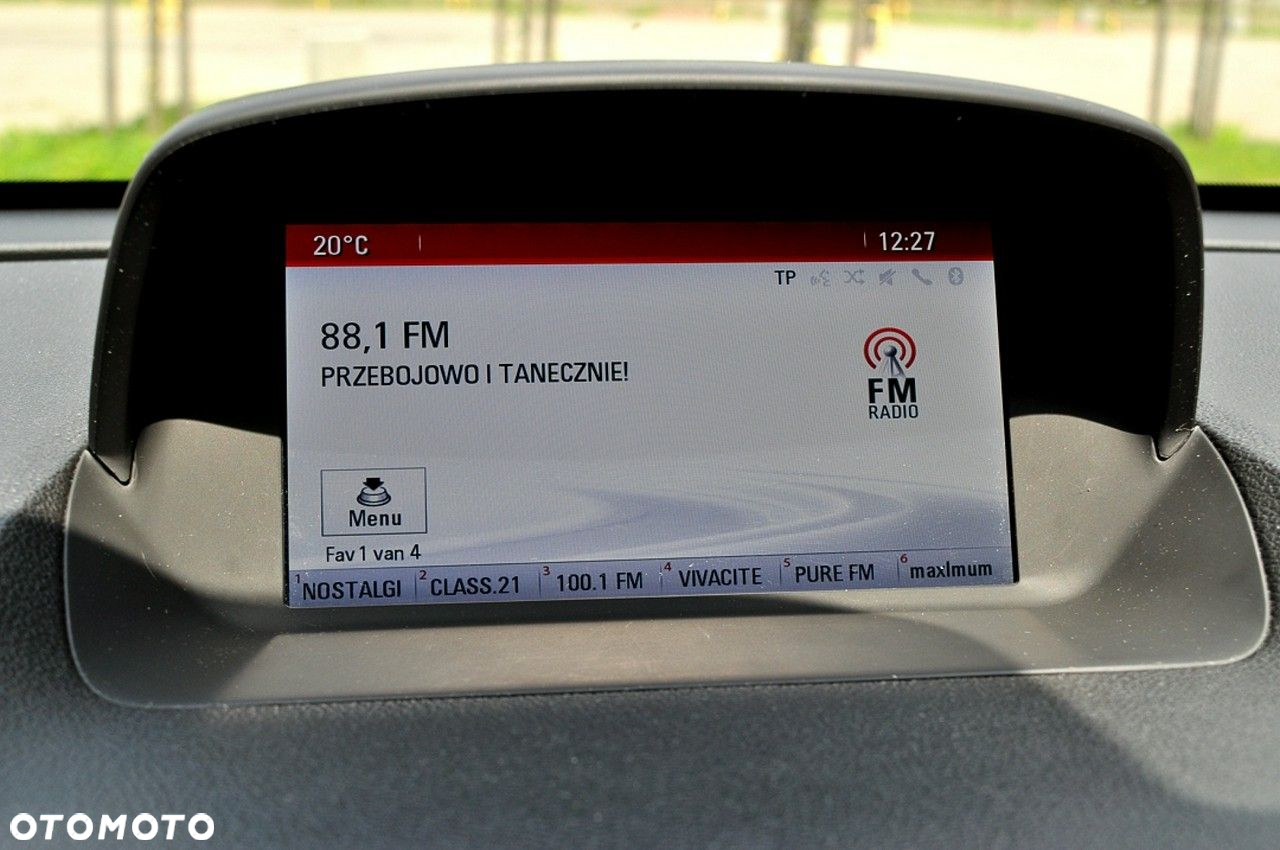 20°C 12:27
TP
88,1 FM
PRZEBOJOWO I TANECZNIE!
FM
RADIO
Menu
Fav 1 van 4
1 NOSTALGI 2 CLASS.21 3 100.1 FM 4 VIVACITE 5 PURE FM 6 maxImum
OTOMOTO